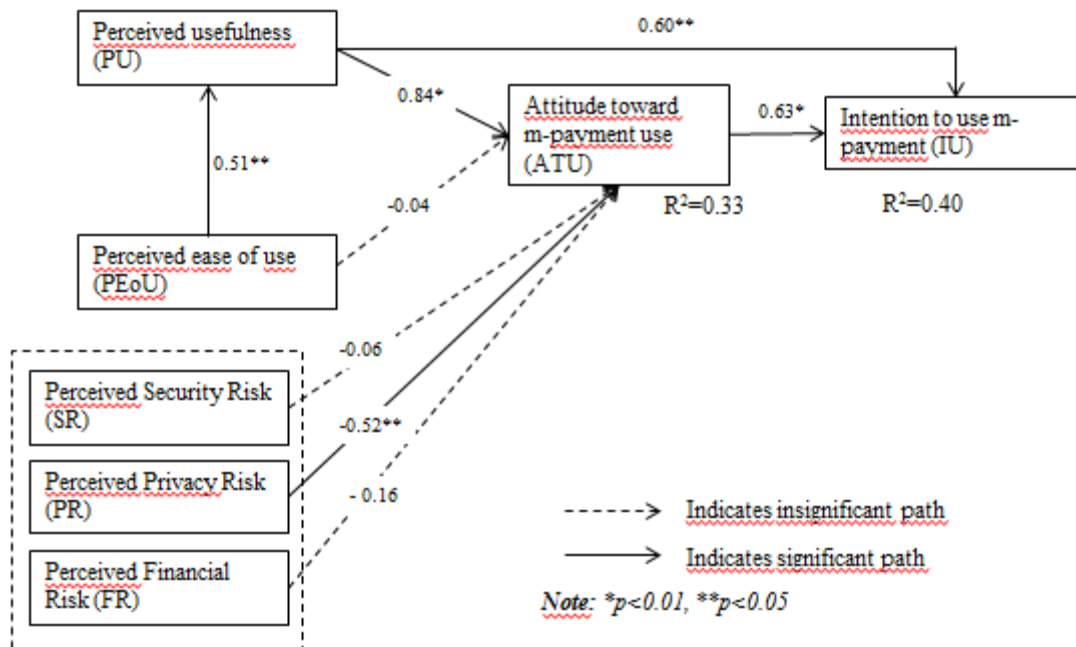 Perceived usefulness
(PU)
0.60**
0.84*
Attitude toward
m-payment use
(ATU)
0.63*
Intention to use m-
payment (IU)
0.51**
-0.04
R²=0.33
R²=0.40
Perceived ease of use
(PEoU)
-0.06
Perceived Security Risk
(SR)
-0.52**
Perceived Privacy Risk
(PR)
- 0.16
Indicates insignificant path
Perceived Financial
Risk (FR)
Indicates significant path
Note: *p<0.01, **p<0.05